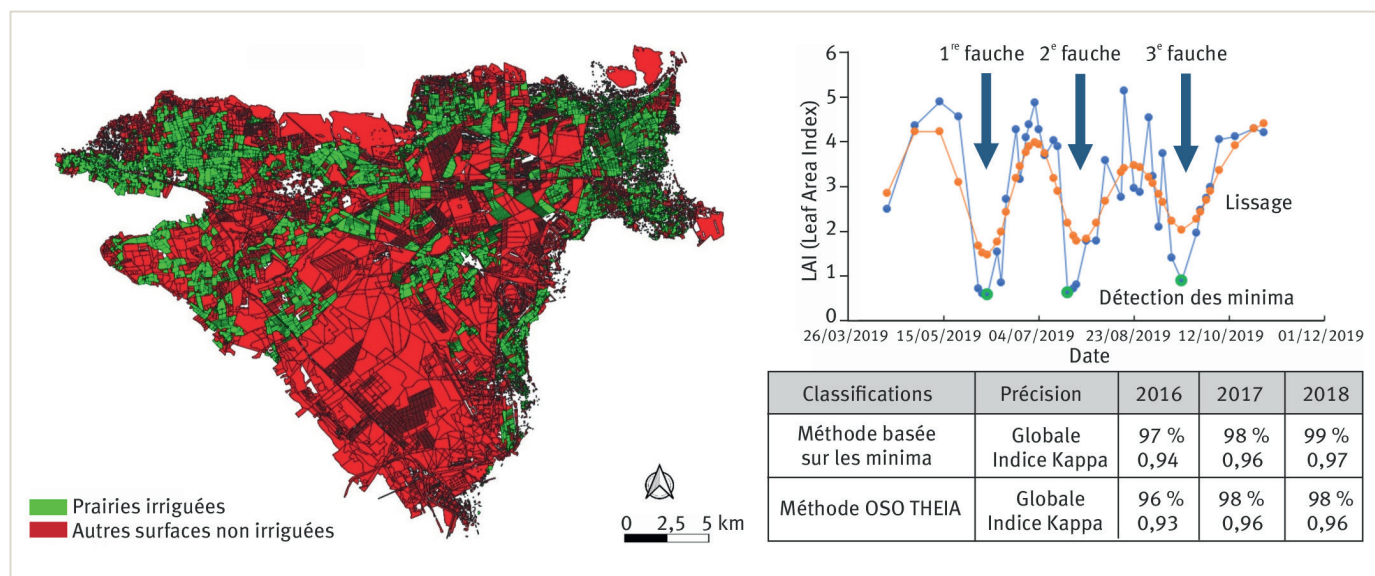 Prairies irriguées
Autres surfaces non irriguées
0 2,5 5 km
1re fauche 2e fauche 3e fauche
LAI (Leaf Area Index)
6
5
4
3
2
1
0
Lissage
Détection des minima
26/03/2019 15/05/2019 04/07/2019 23/08/2019 12/10/2019 01/12/2019
Date
Classifications Précision 2016 2017 2018
Méthode basée sur les minima Globale 97 % 98 % 99 %
Indice Kappa 0,94 0,96 0,97
Méthode OSO THEIA Globale 96 % 98 % 98 %
Indice Kappa 0,93 0,96 0,96